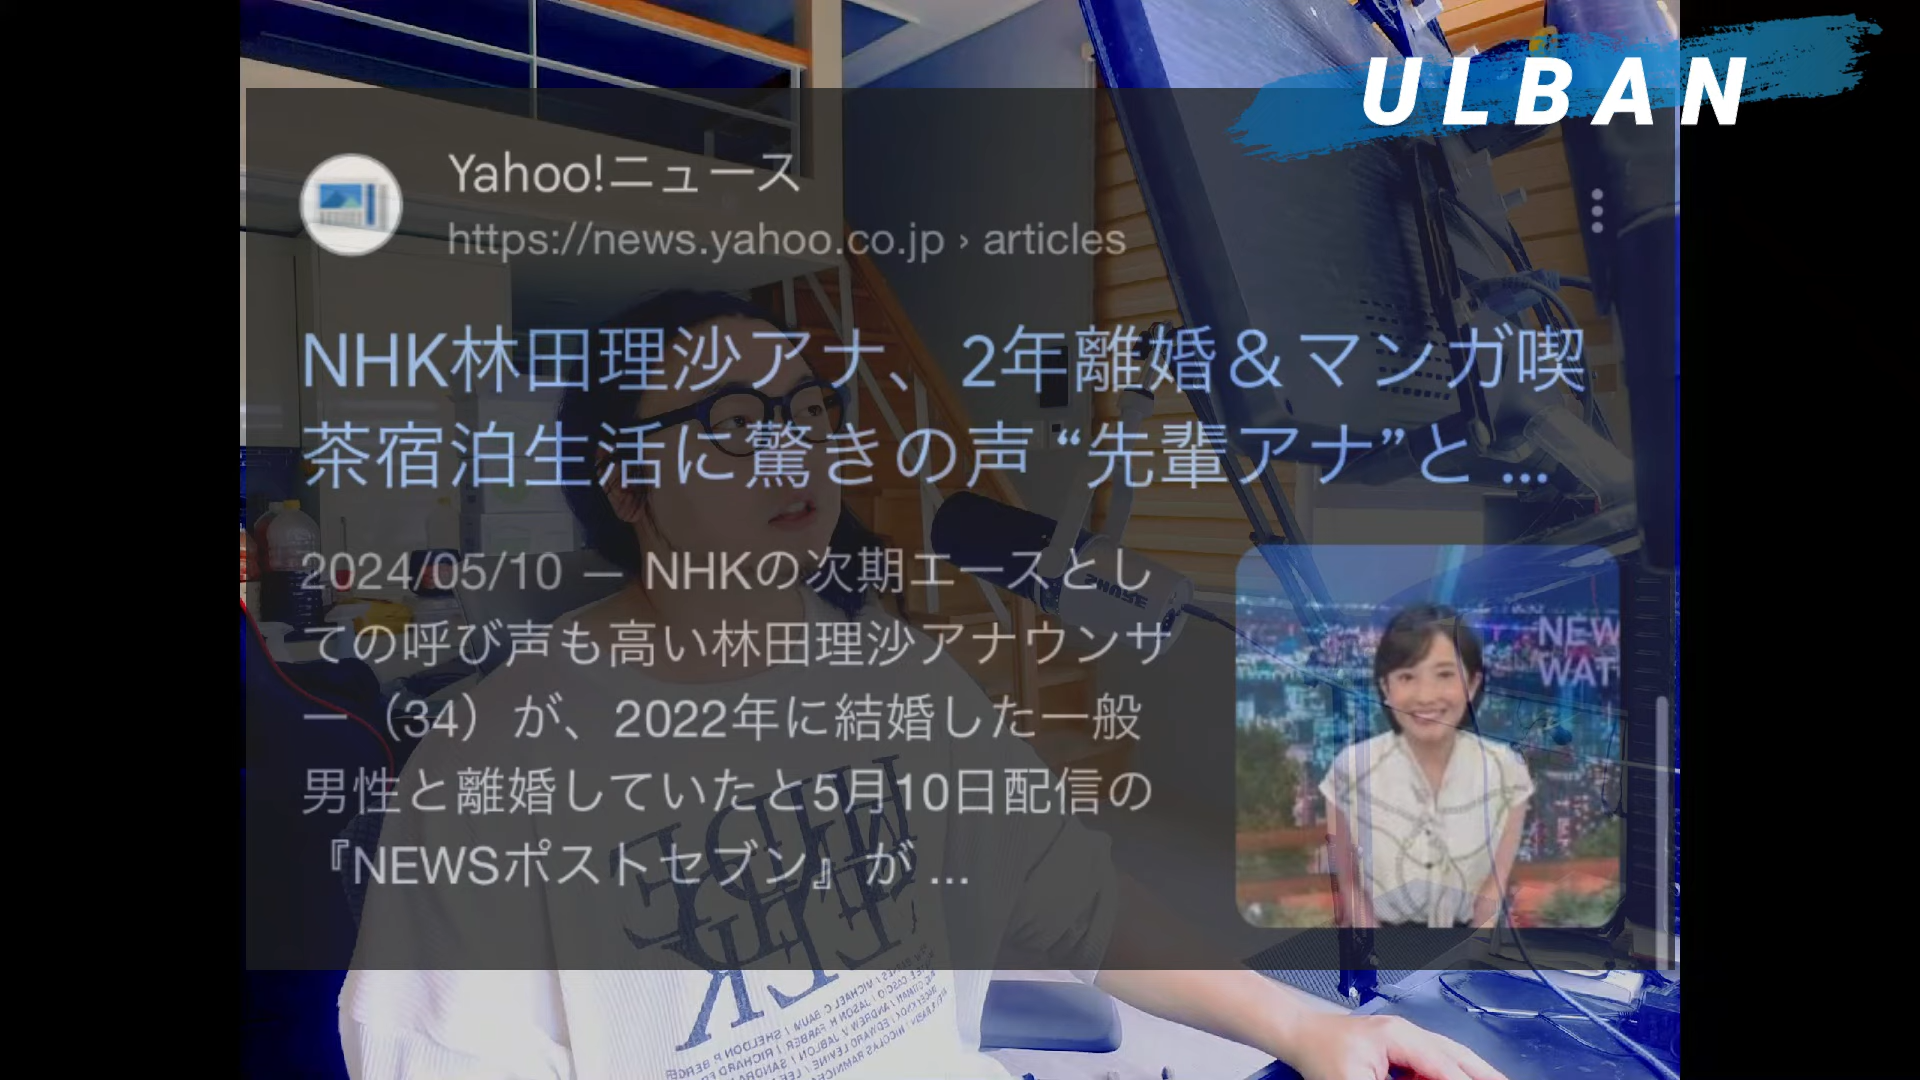 ULBAN
Yahoo!ニュース
https://news.yahoo.co.jp › articles
NHK林田理沙アナ、2年離婚＆マンガ喫
茶宿泊生活に驚きの声 “先輩アナ”と ...
2024/05/10 — NHKの次期エースとし
ての呼び声も高い林田理沙アナウンサ
ー（34）が、2022年に結婚した一般
男性と離婚していたと5月10日配信の
『NEWSポストセブン』が ...
NEW
WAT
SHURE